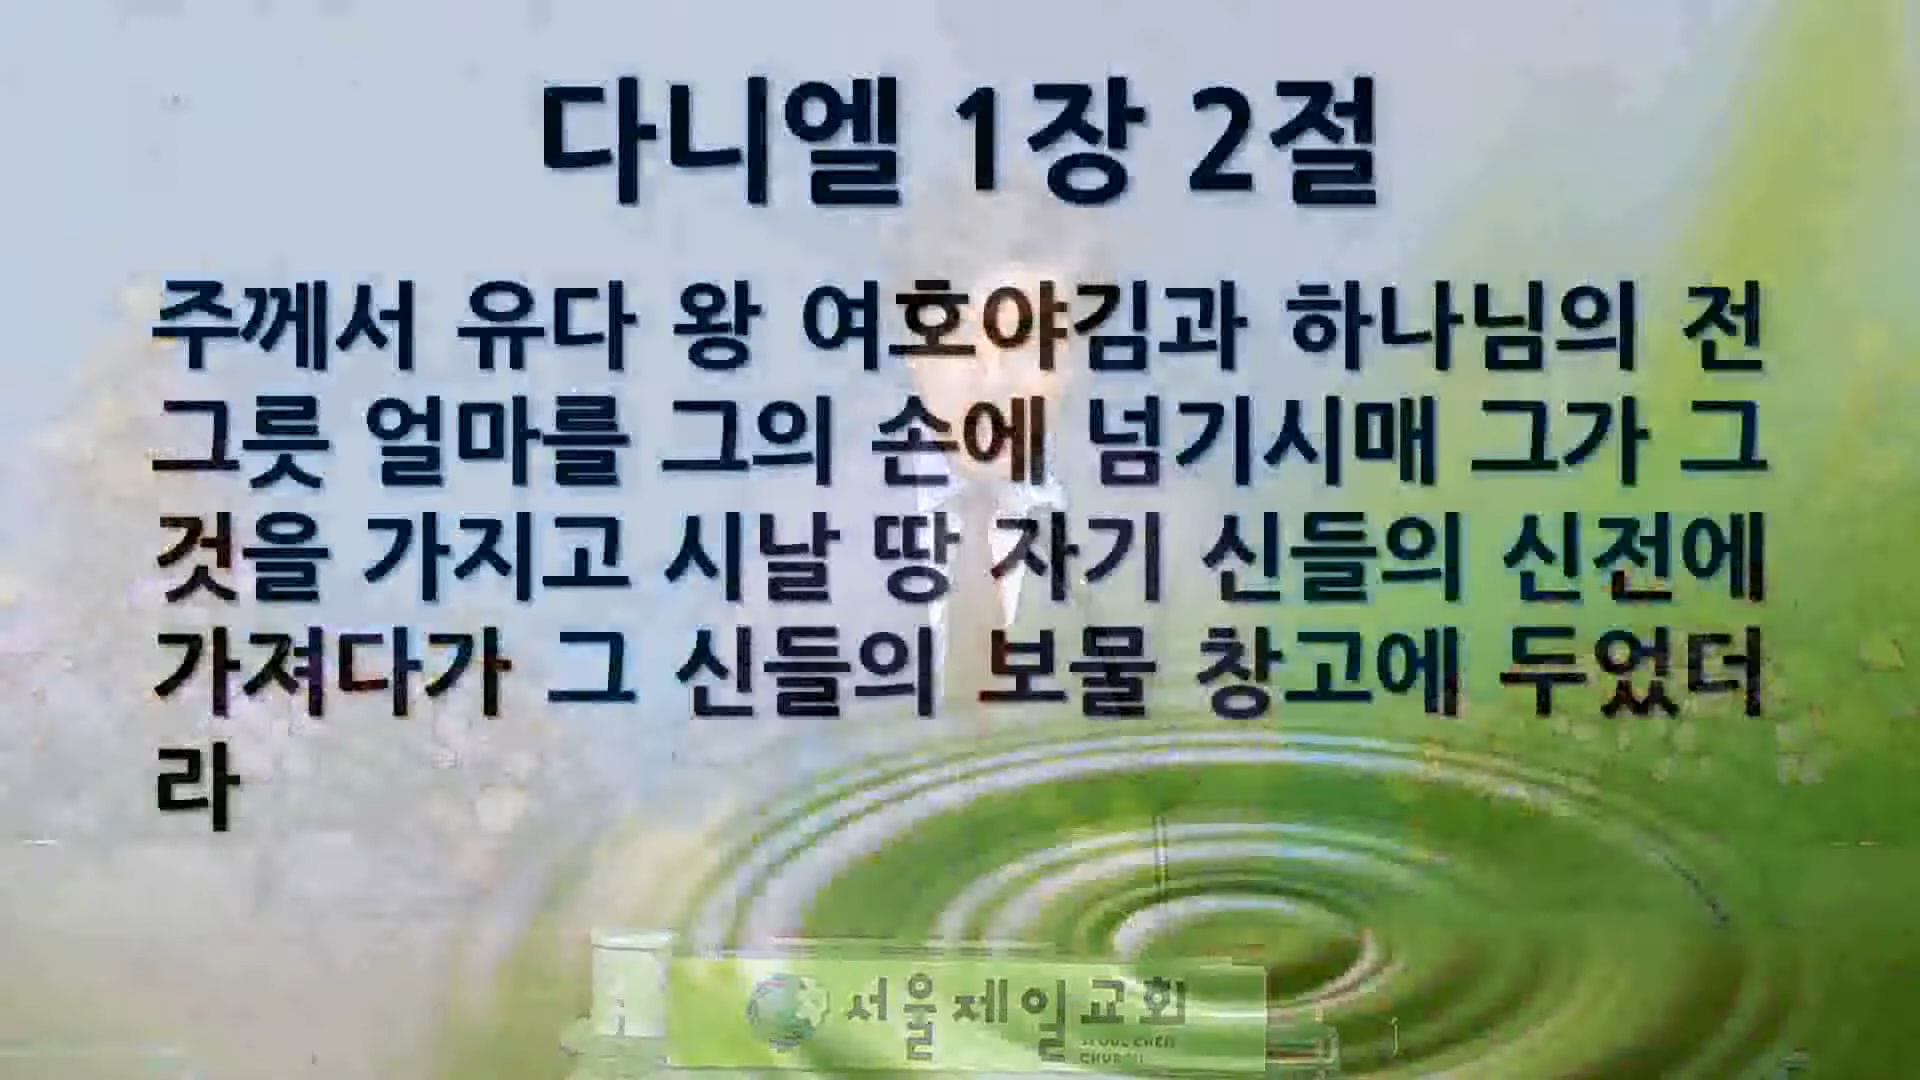 다니엘 1장 2절
주께서 유다 왕 여호야김과 하나님의 전
그릇 얼마를 그의 손에 넘기시매 그가 그
것을 가지고 시날 땅 자기 신들의 신전에
가져다가 그 신들의 보물 창고에 두었더
라
서울제일교회
CHURCH